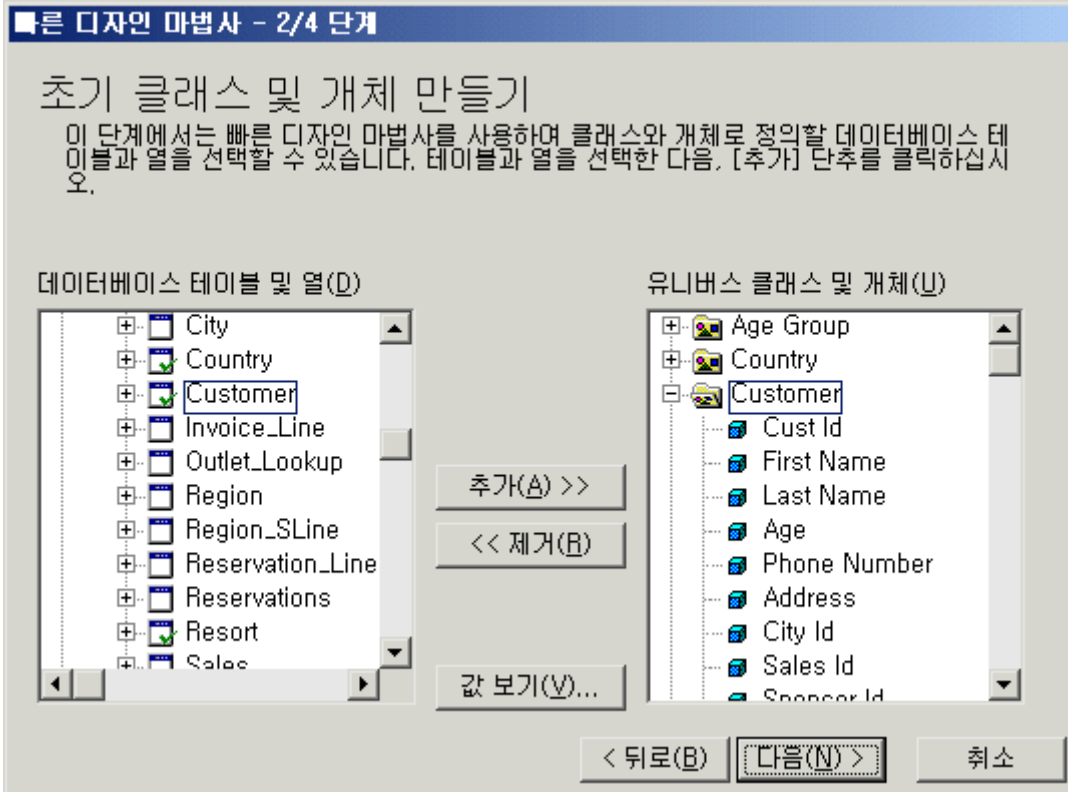 빠른 디자인 마법사 - 2/4 단계
초기 클래스 및 개체 만들기
이 단계에서는 빠른 디자인 마법사를 사용하여 클래스와 개체로 정의할 데이터베이스 테
이블과 열을 선택할 수 있습니다. 테이블과 열을 선택한 다음, [추가] 단추를 클릭하십시
오.
데이터베이스 테이블 및 열(D)
City
Country
Customer
Invoice_Line
Outlet_Lookup
Region
Region_SLine
Reservation_Line
Reservations
Resort
Sales
추가(A) >>
<< 제거(R)
값 보기(V)...
유니버스 클래스 및 개체(U)
Age Group
Country
Customer
Cust Id
First Name
Last Name
Age
Phone Number
Address
City Id
Sales Id
Sponsor Id
< 뒤로(B)
다음(N) >
취소